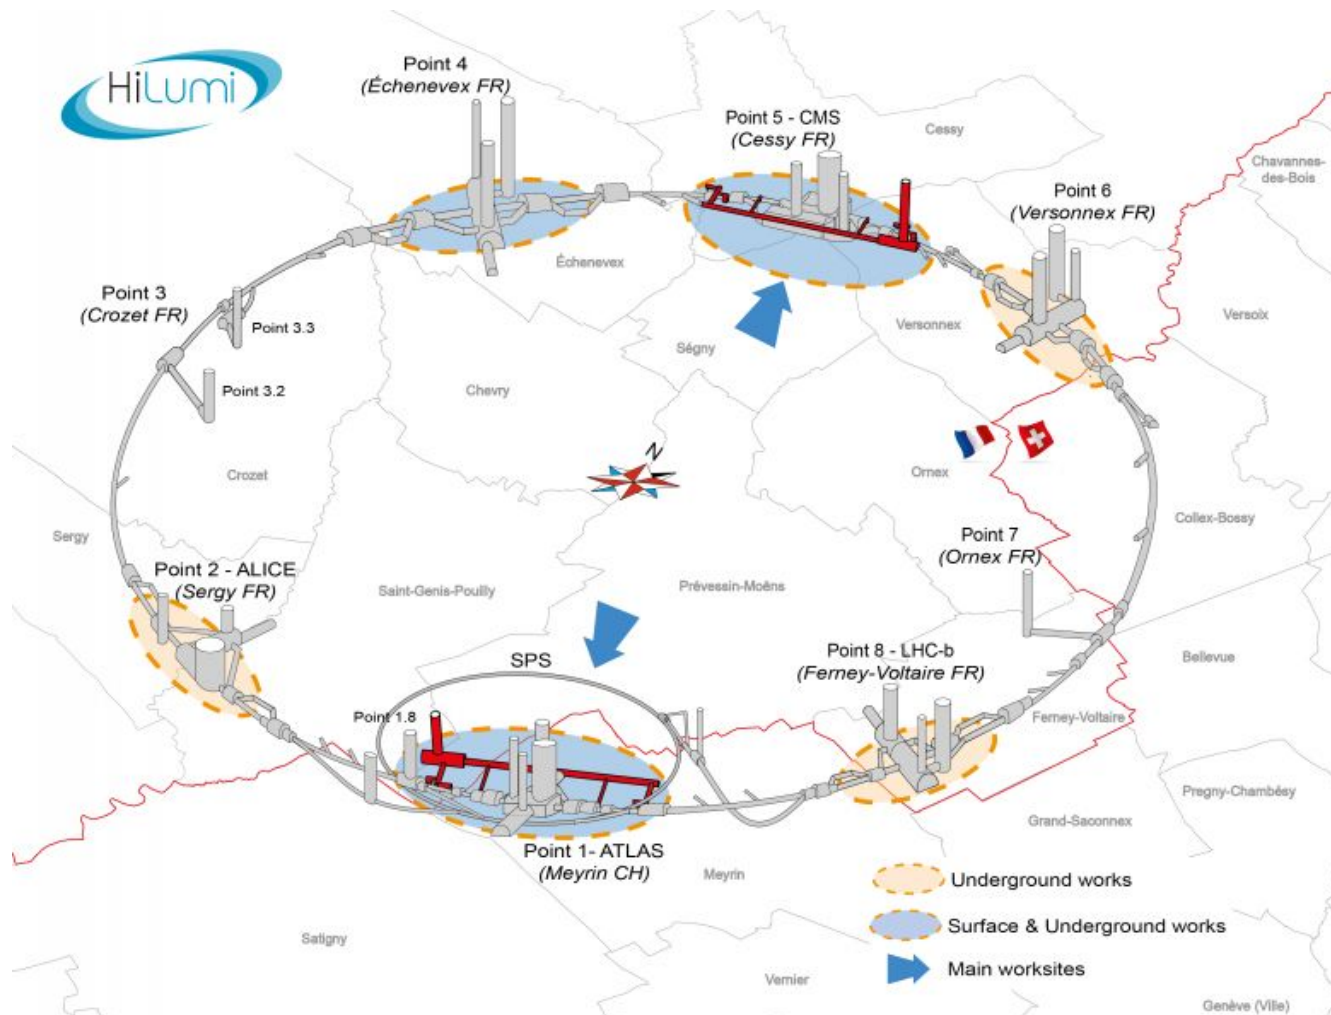 HiLumi
Point 4
(Échenevex FR)
Point 5 - CMS
(Cessy FR)
Cessy
Chavannes-
des-Bois
Point 6
(Versonnex FR)
Échenevex
Point 3
(Crozet FR)
Point 3.3
Versonnex
Versoix
Ségny
Point 3.2
Chevry
N
Crozet
Ornex
Collex-Bossy
Sergy
Point 7
(Ornex FR)
Point 2 - ALICE
(Sergy FR)
Saint-Genis-Pouilly
Prévessin-Moëns
Point 8 - LHC-b
(Ferney-Voltaire FR)
Bellevue
SPS
Point 1.8
Ferney-Voltaire
Pregny-Chambésy
Grand-Saconnex
Point 1- ATLAS
(Meyrin CH)
Meyrin
Underground works
Surface & Underground works
Main worksites
Satigny
Vernier
Genève (Ville)